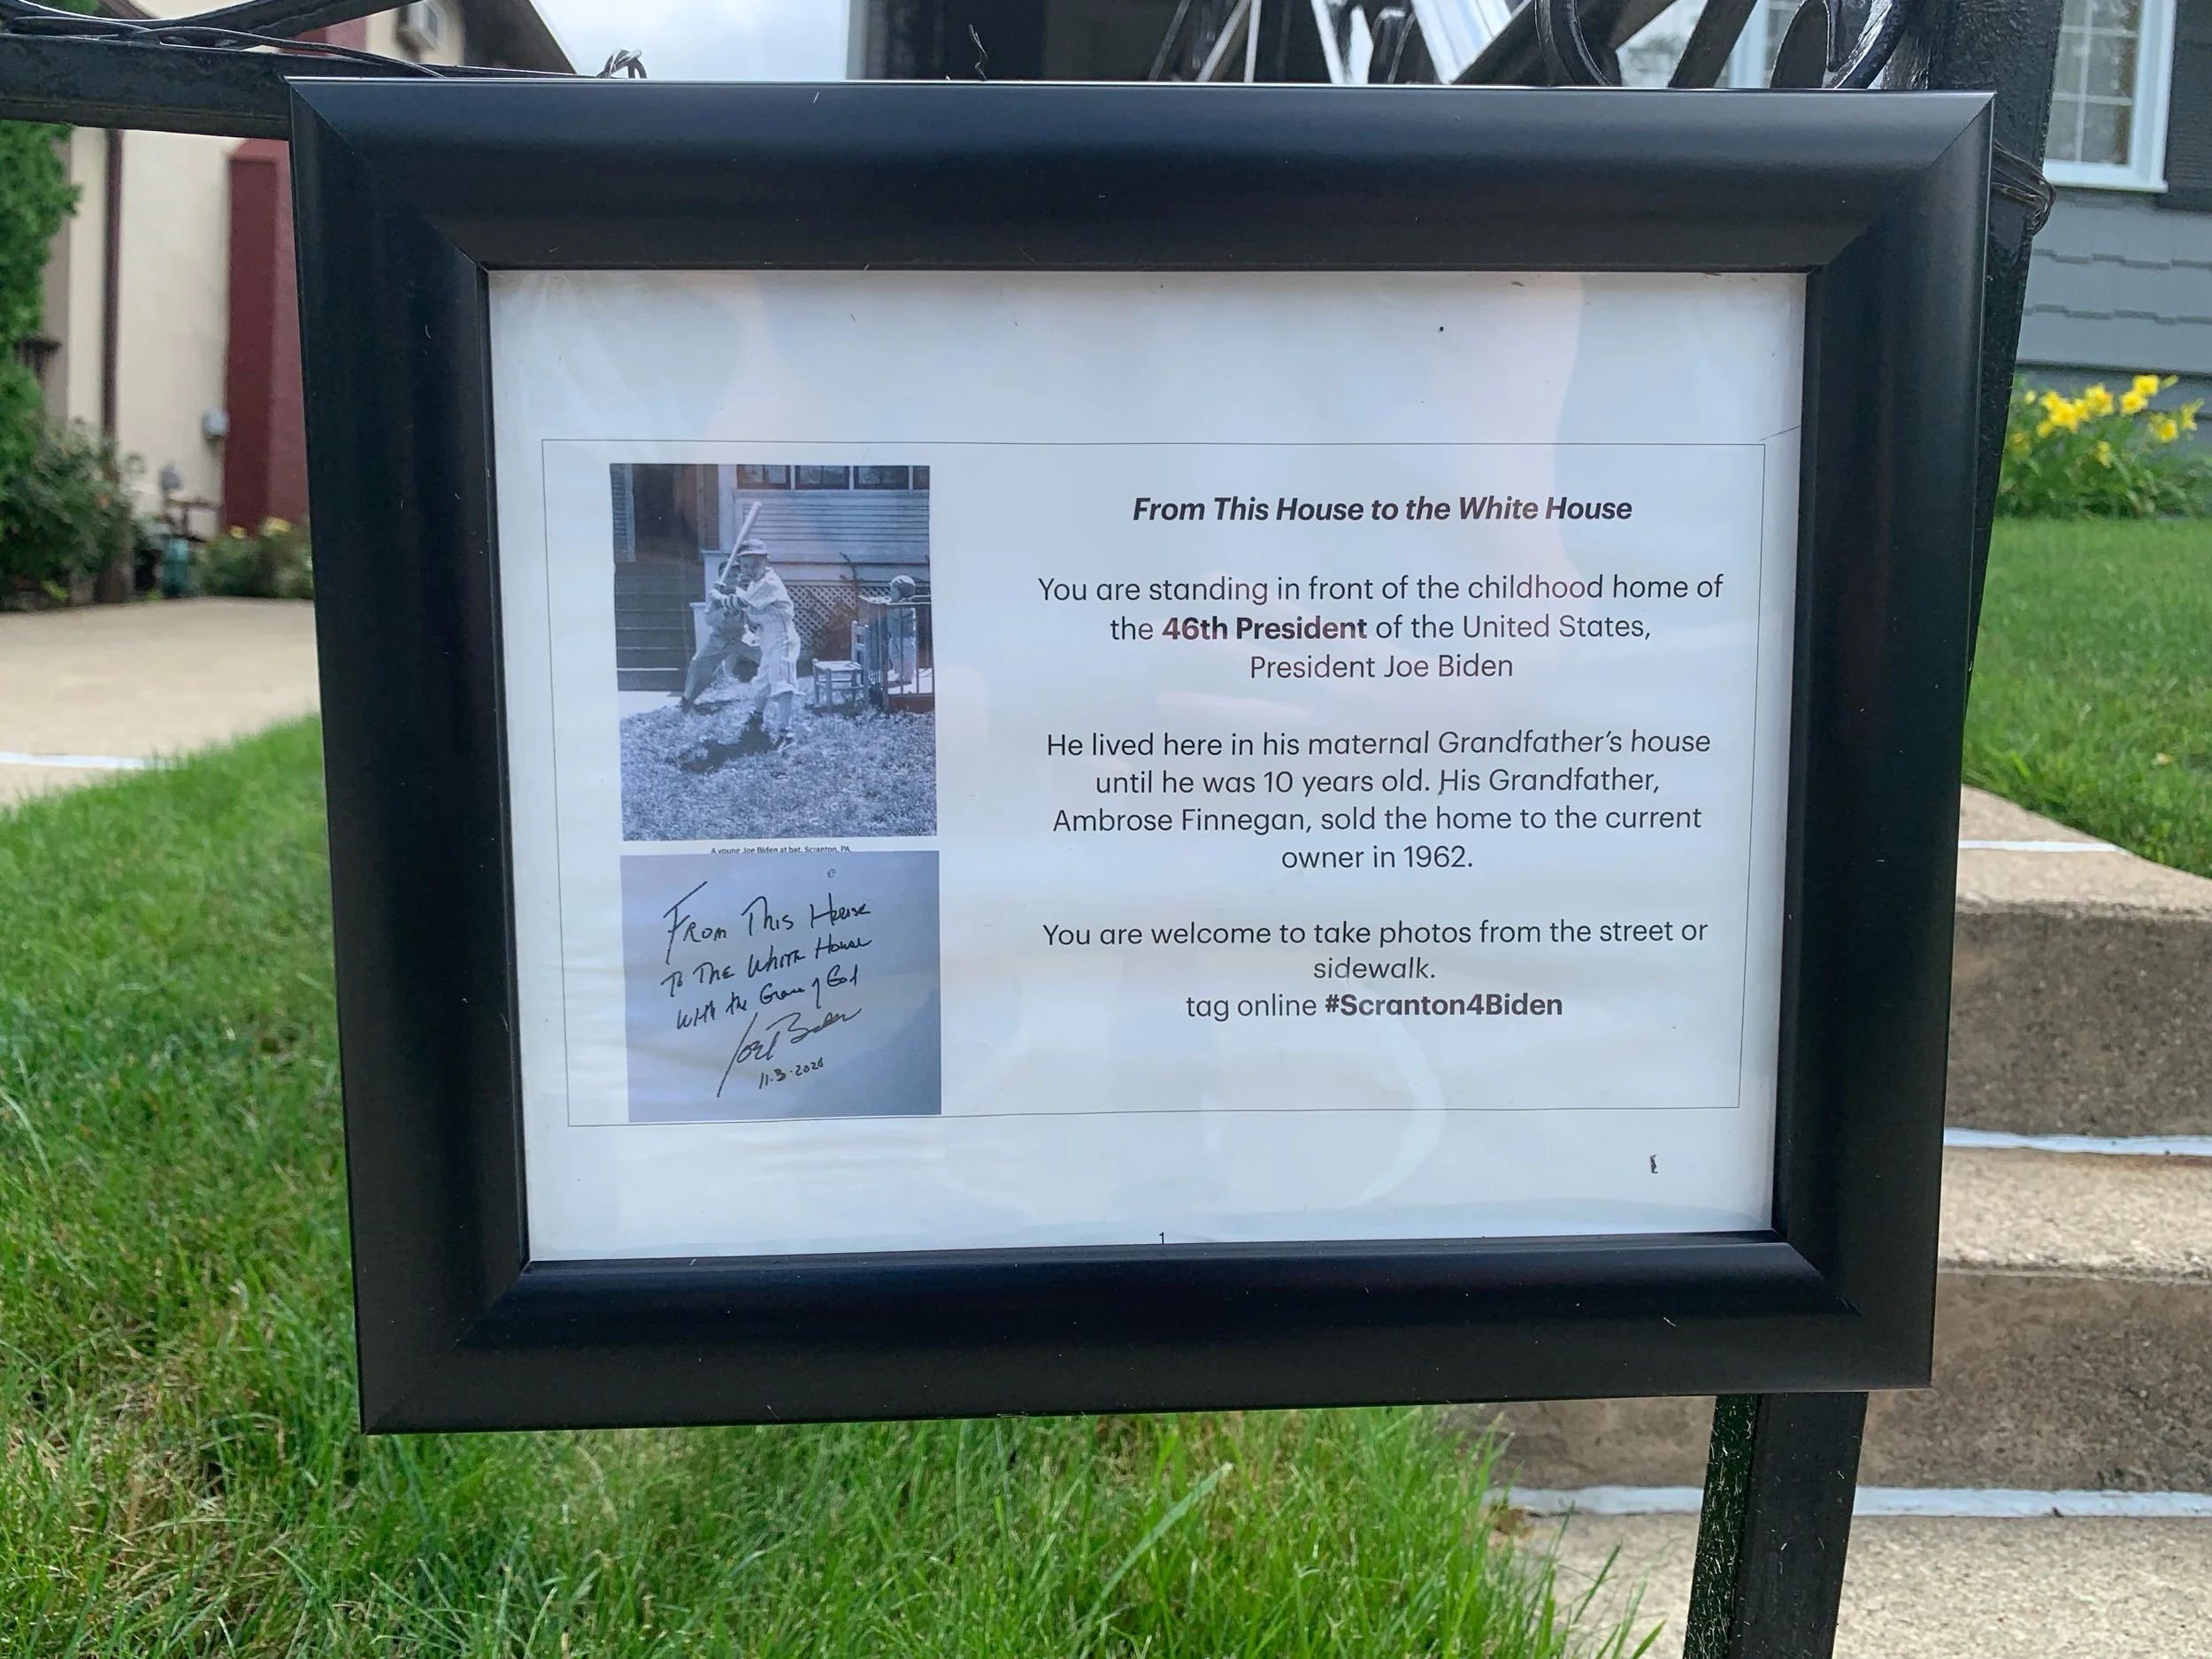 From This House to the White House
You are standing in front of the childhood home of
the 46th President of the United States,
President Joe Biden
He lived here in his maternal Grandfather's house
until he was 10 years old. His Grandfather,
Ambrose Finnegan, sold the home to the current
owner in 1962.
You are welcome to take photos from the street or
sidewalk.
tag online #Scranton4Biden
A young Joe Biden at bat, Scranton, PA.
From This House
To The White House
With the Grace of God
Joe Biden
11.3.2020
1